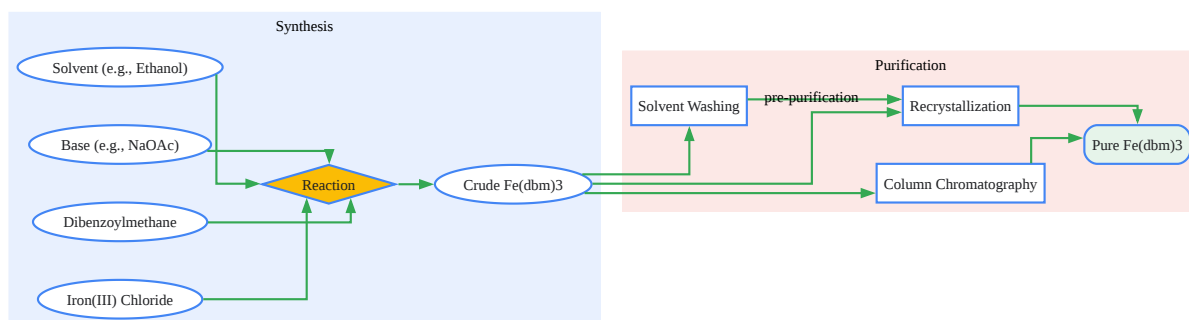 Synthesis
Solvent (e.g., Ethanol)
Base (e.g., NaOAc)
Reaction
Dibenzoylmethane
Iron(III) Chloride
Crude Fe(dbm)3
Purification
Solvent Washing
pre-purification
Recrystallization
Column Chromatography
Pure Fe(dbm)3